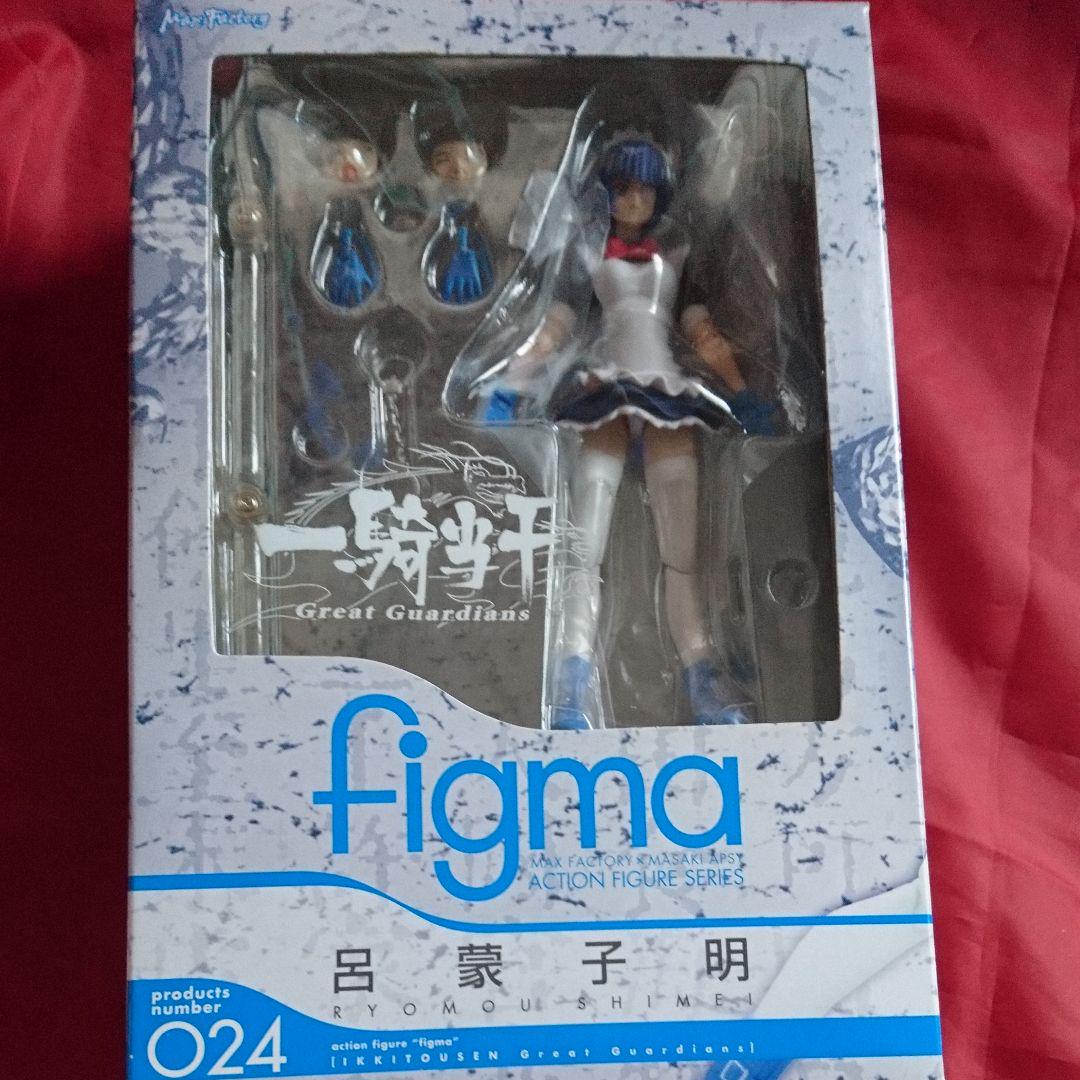 Max Factory
一騎当千
Great Guardians
figma
MAX FACTORY × MASAKI APSY
ACTION FIGURE SERIES
呂蒙子明
RYOMOU SHIMEI
products
number
024
action figure "figma"
[IKKITOUSEN Great Guardians]